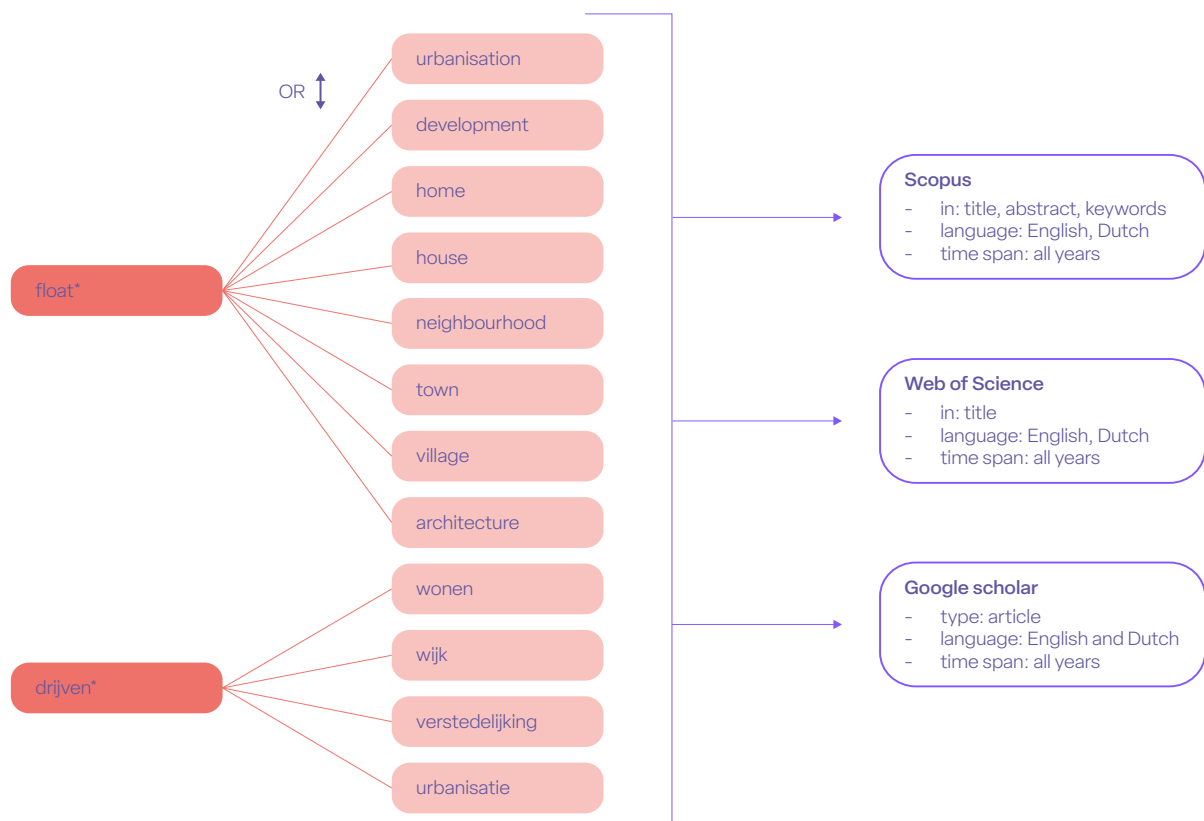 OR
float*
urbanisation
development
home
house
neighbourhood
town
village
architecture
drijven*
wonen
wijk
verstedelijking
urbanisatie
Scopus
- in: title, abstract, keywords
- language: English, Dutch
- time span: all years
Web of Science
- in: title
- language: English, Dutch
- time span: all years
Google scholar
- type: article
- language: English and Dutch
- time span: all years